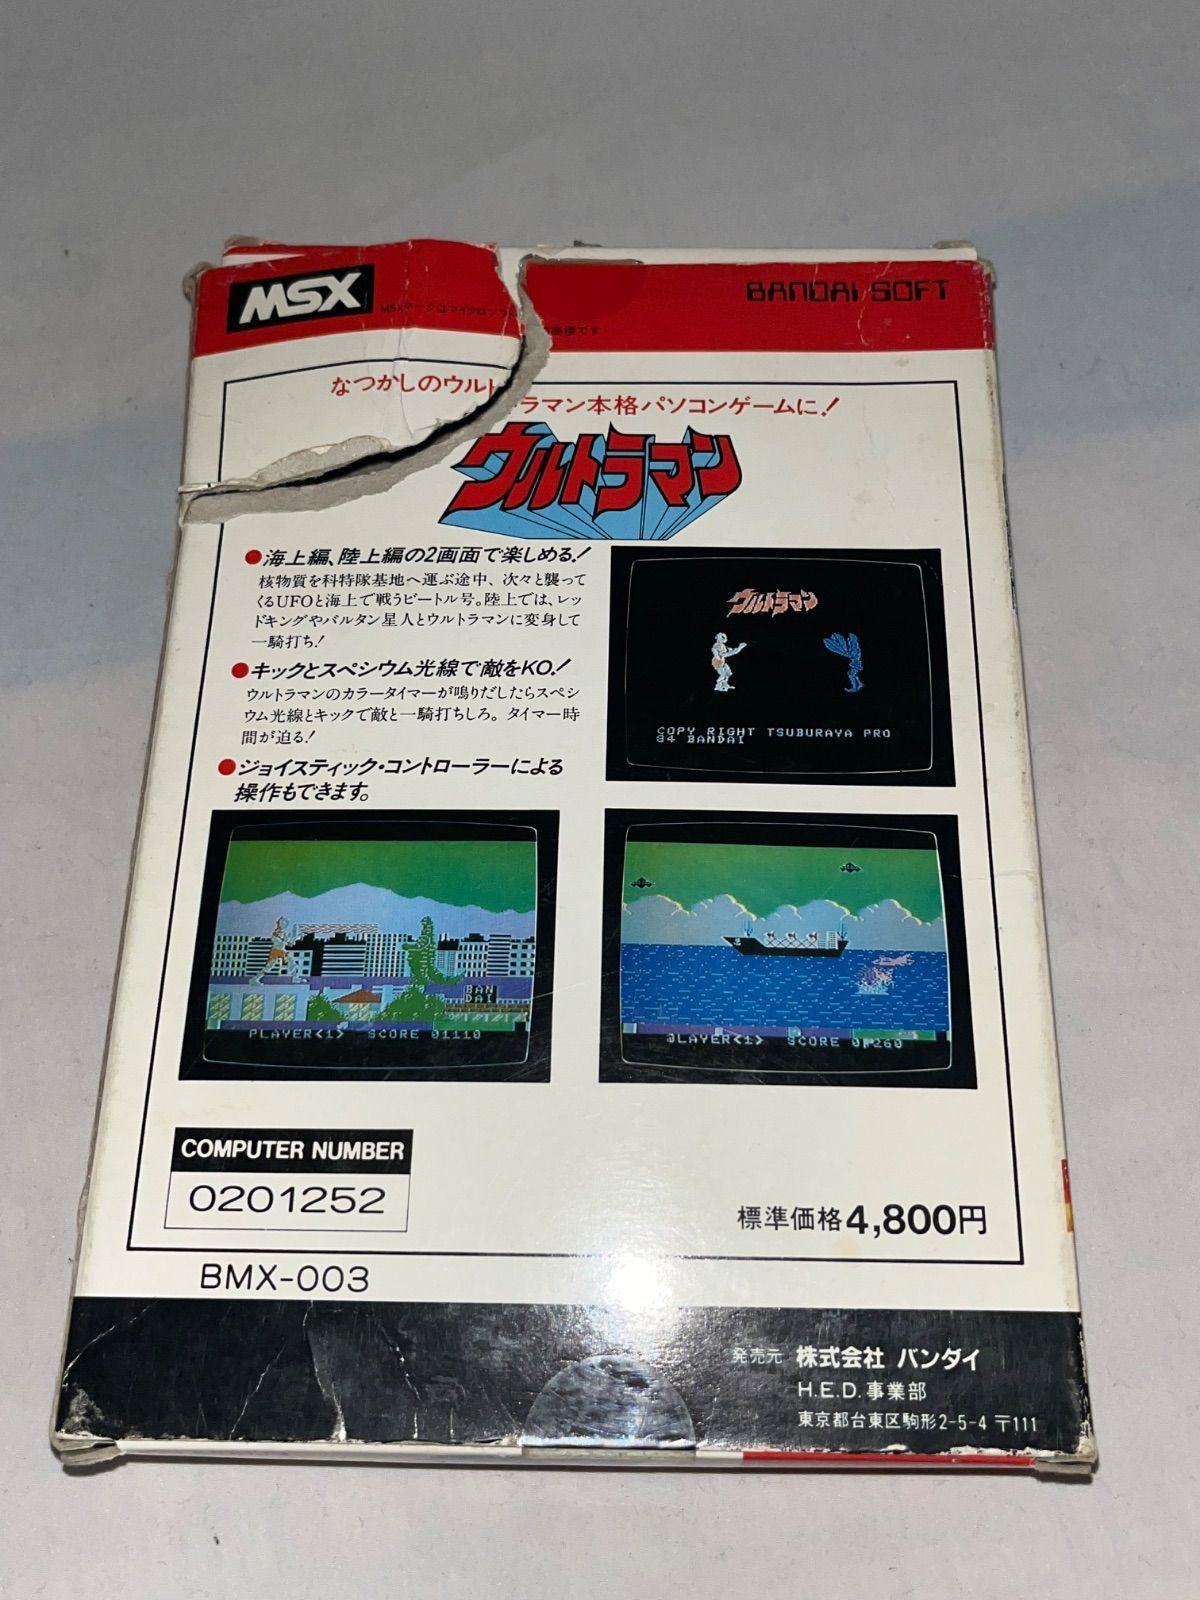 MSX
BANDAI SOFT
MSXマークはマイクロソフ
商標です
なつかしのウルト
ラマン本格パソコンゲームに!
ウルトラマン
●海上編、陸上編の2画面で楽しめる!
核物質を科特隊基地へ運ぶ途中、次々と襲って
くるUFOと海上で戦うビートル号。陸上では、レッ
ドキングやバルタン星人とウルトラマンに変身して
一騎打ち!
●キックとスペシウム光線で敵をKO!
ウルトラマンのカラータイマーが鳴りだしたらスペシ
ウム光線とキックで敵と一騎打ちしろ。タイマー時
間が迫る!
●ジョイスティック・コントローラーによる
操作もできます。
ウルトラマン
COPY RIGHT TSUBURAYA PRO
84 BANDAI
BAN
DAI
PLAYER<1> SCORE 01110
PLAYER<1> SCORE 01260
COMPUTER NUMBER
0201252
標準価格4,800円
BMX-003
発売元 株式会社 バンダイ
H.E.D.事業部
東京都台東区駒形2-5-4 〒111